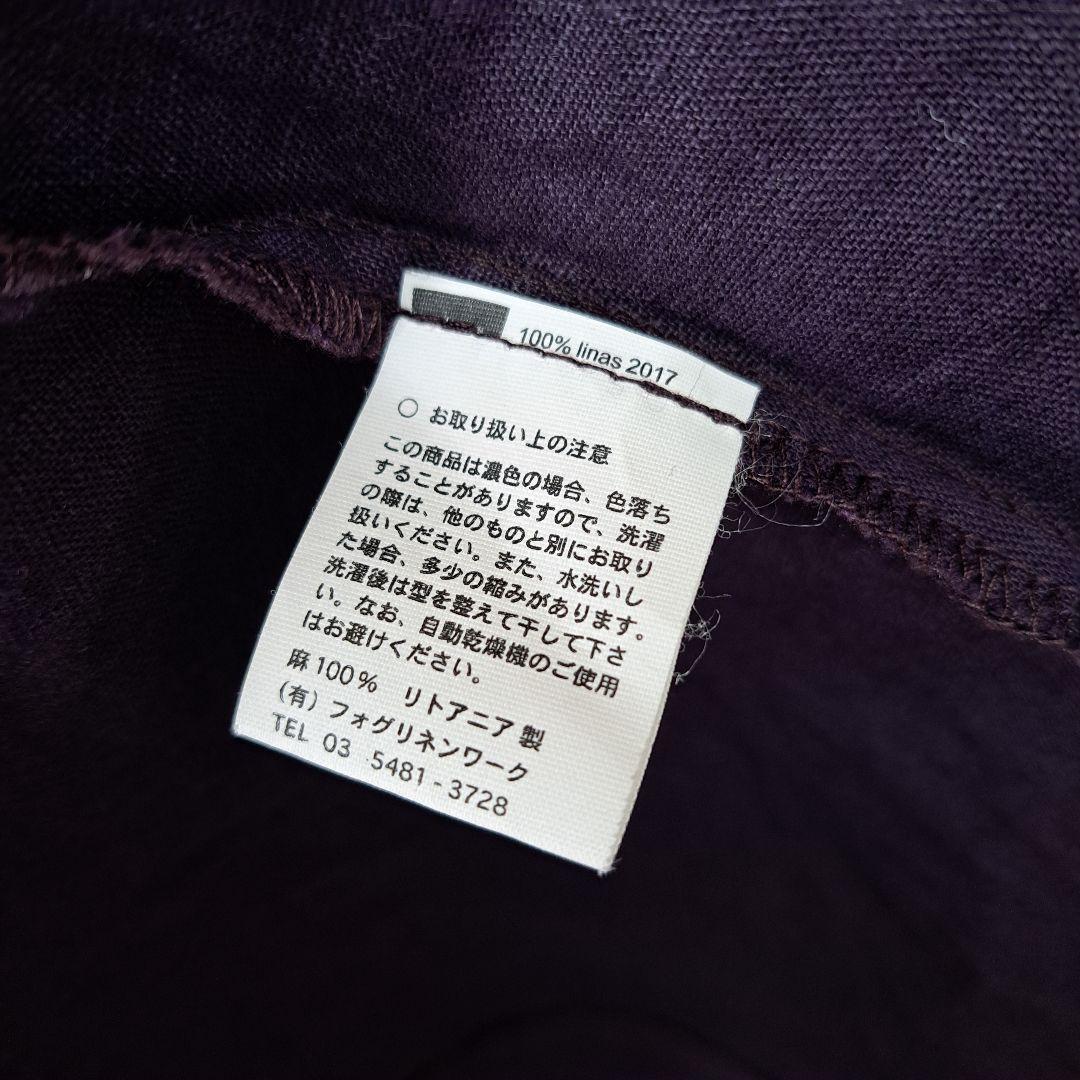 100% linas 2017
○ お取り扱い上の注意
この商品は濃色の場合、色落ち
することがありますので、洗濯
の際は、他のものと別にお取り
扱いください。また、水洗いし
た場合、多少の縮みがあります。
洗濯後は型を整えて干して下さ
い。なお、自動乾燥機のご使用
はお避けください。
麻100% リトアニア製
(有)フォグリネンワーク
TEL 03 5481-3728